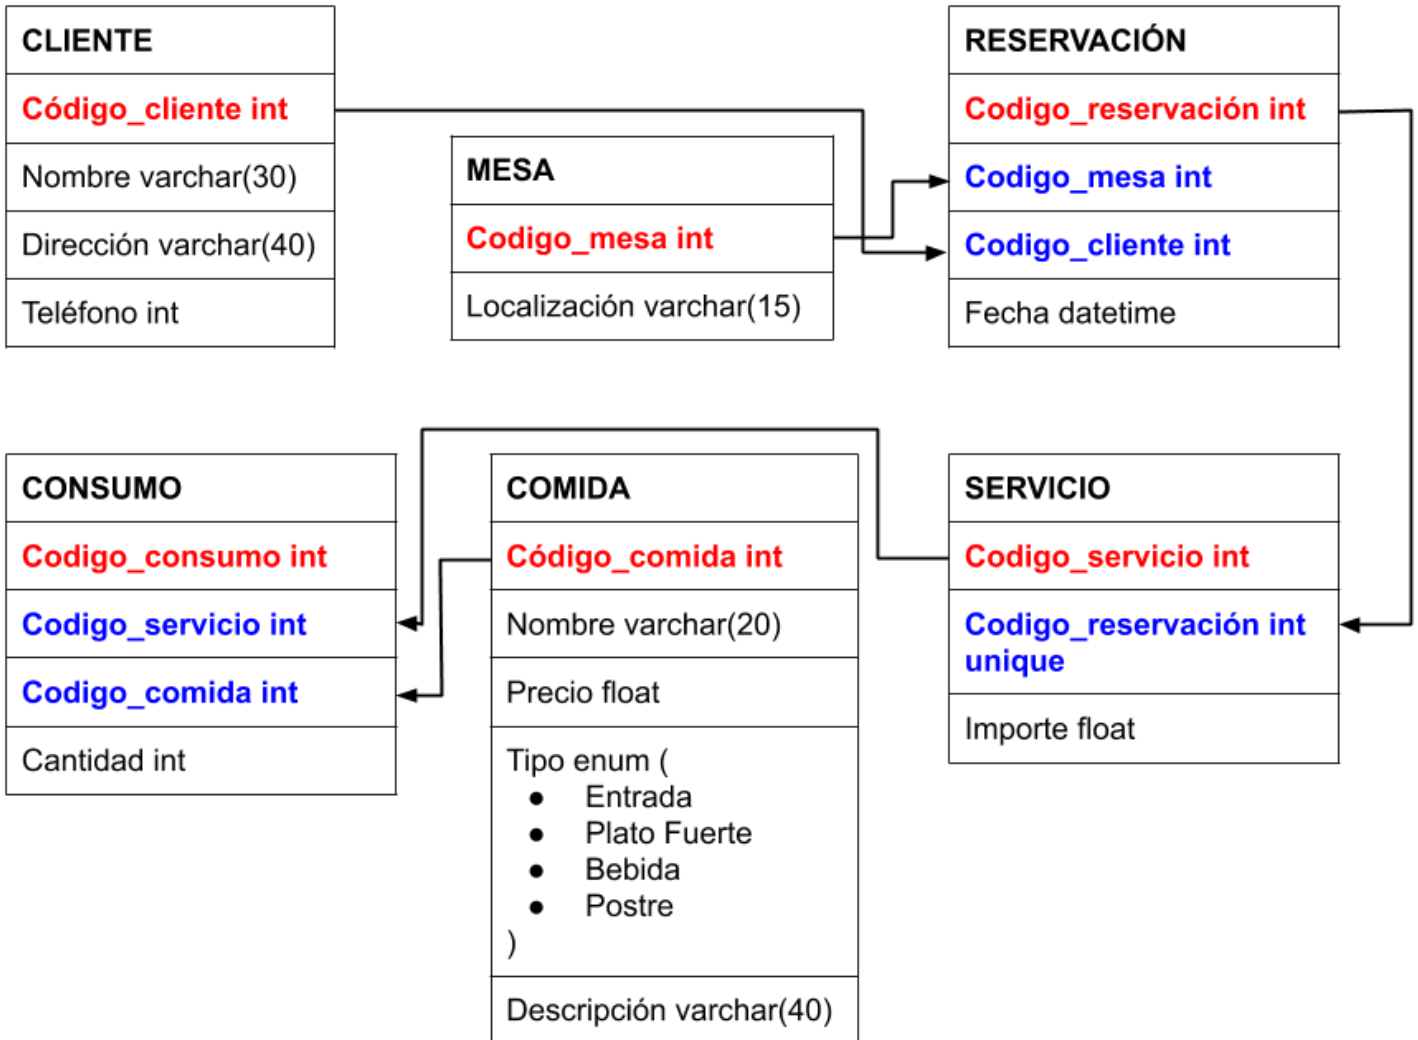 CLIENTE
Código_cliente int
Nombre varchar(30)
Dirección varchar(40)
Teléfono int
MESA
Codigo_mesa int
Localización varchar(15)
RESERVACIÓN
Codigo_reservación int
Codigo_mesa int
Codigo_cliente int
Fecha datetime
CONSUMO
Codigo_consumo int
Codigo_servicio int
Codigo_comida int
Cantidad int
COMIDA
Código_comida int
Nombre varchar(20)
Precio float
Tipo enum (
● Entrada
● Plato Fuerte
● Bebida
● Postre
)
Descripción varchar(40)
SERVICIO
Codigo_servicio int
Codigo_reservación int
unique
Importe float